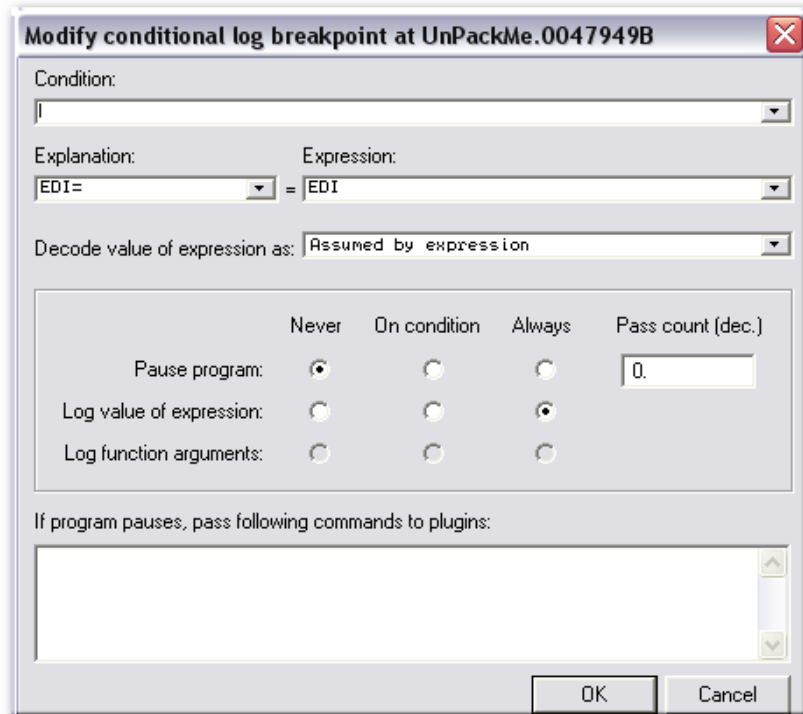 Modify conditional log breakpoint at UnPackMe.0047949B
Condition:
Explanation: Expression:
EDI= = EDI
Decode value of expression as: Assumed by expression
Never On condition Always Pass count (dec.)
Pause program: 0.
Log value of expression:
Log function arguments:
If program pauses, pass following commands to plugins:
OK Cancel